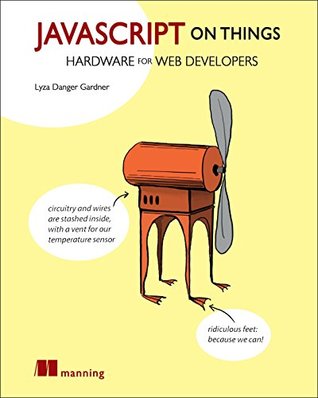 JAVASCRIPT ON THINGS
HARDWARE FOR WEB DEVELOPERS
Lyza Danger Gardner
circuitry and wires
are stashed inside,
with a vent for our
temperature sensor
ridiculous feet:
because we can!
manning